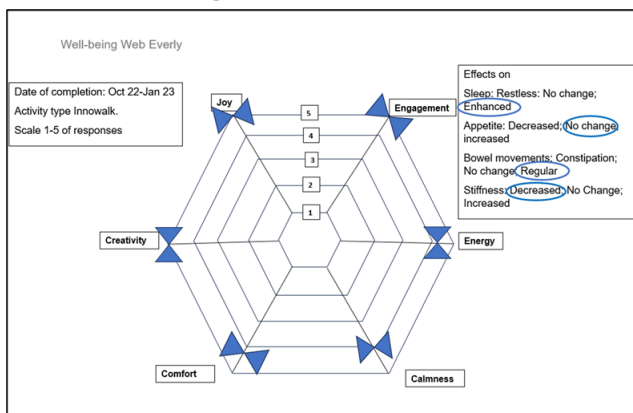 Well-being Web Everly
Date of completion: Oct 22-Jan 23
Activity type Innowalk.
Scale 1-5 of responses
Joy
5
Engagement
4
3
2
1
Creativity
Energy
Comfort
Calmness
Effects on
Sleep: Restless: No change;
Enhanced
Appetite: Decreased; No change;
increased
Bowel movements: Constipation;
No change; Regular
Stiffness: Decreased; No Change;
Increased